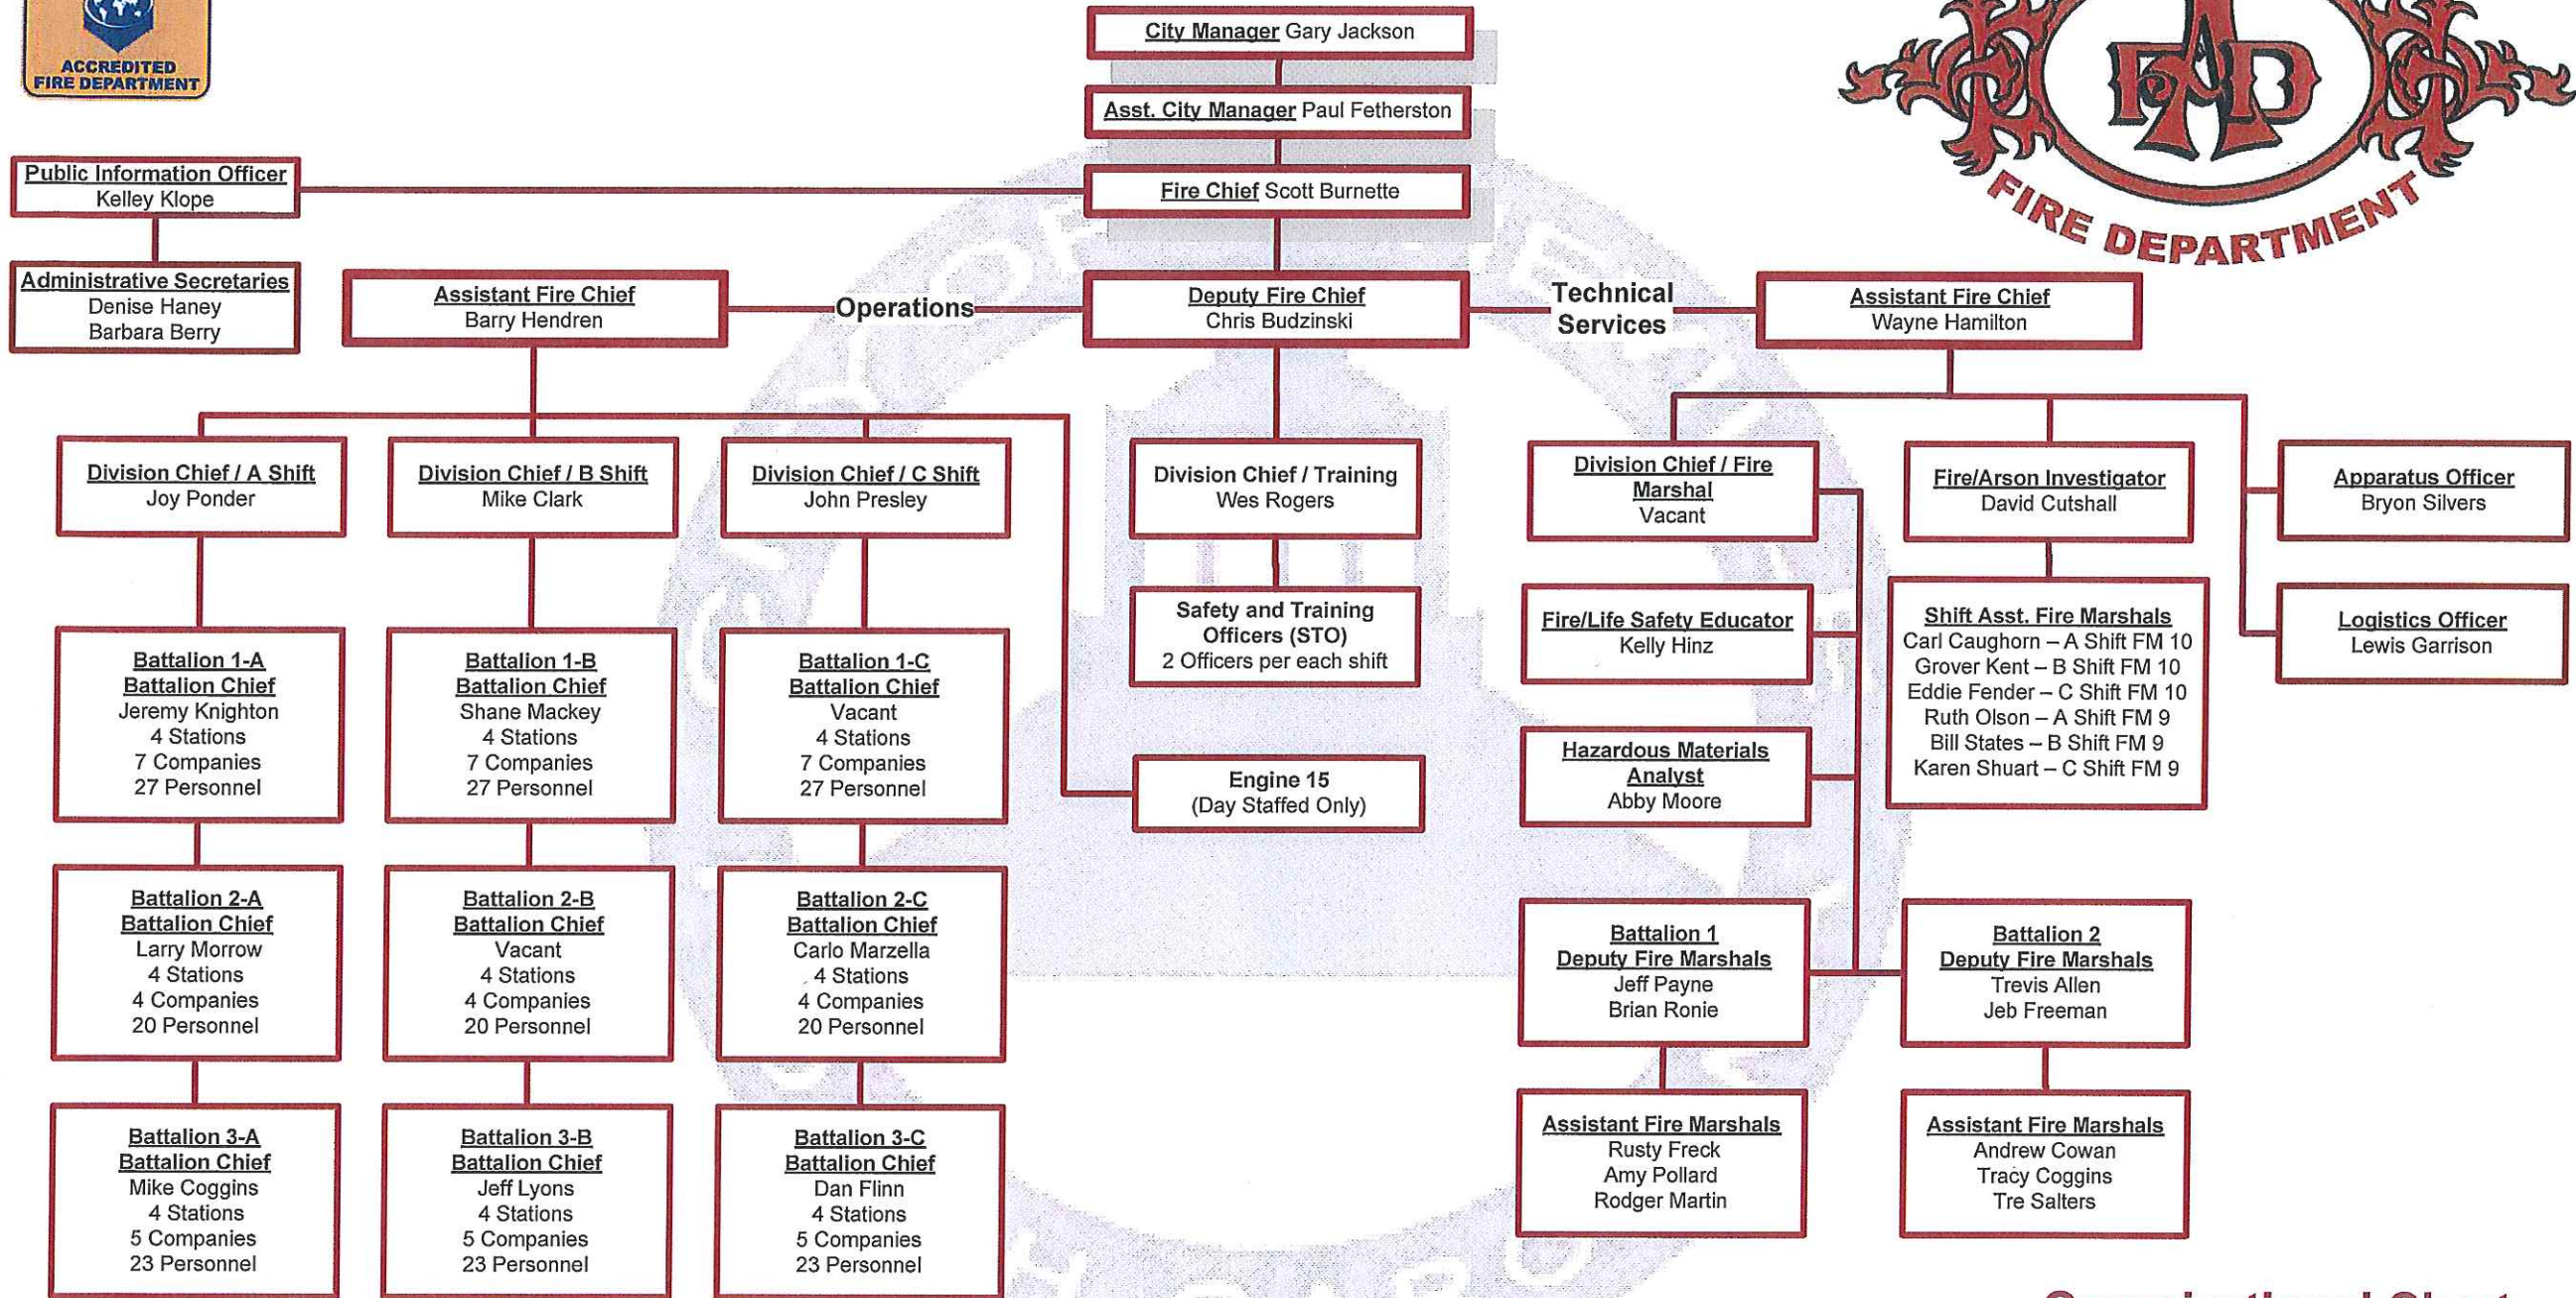 ACCREDITED
FIRE DEPARTMENT
City Manager Gary Jackson
Asst. City Manager Paul Fetherston
Fire Chief Scott Burnette
AFD
FIRE DEPARTMENT
Public Information Officer
Kelley Klope
Administrative Secretaries
Denise Haney
Barbara Berry
Assistant Fire Chief
Barry Hendren
Operations
Deputy Fire Chief
Chris Budzinski
Technical
Services
Assistant Fire Chief
Wayne Hamilton
Division Chief / A Shift
Joy Ponder
Division Chief / B Shift
Mike Clark
Division Chief / C Shift
John Presley
Division Chief / Training
Wes Rogers
Division Chief / Fire
Marshal
Vacant
Fire/Arson Investigator
David Cutshall
Apparatus Officer
Bryon Silvers
Safety and Training
Officers (STO)
2 Officers per each shift
Fire/Life Safety Educator
Kelly Hinz
Shift Asst. Fire Marshals
Carl Caughorn – A Shift FM 10
Grover Kent – B Shift FM 10
Eddie Fender – C Shift FM 10
Ruth Olson – A Shift FM 9
Bill States – B Shift FM 9
Karen Shuart – C Shift FM 9
Logistics Officer
Lewis Garrison
Battalion 1-A
Battalion Chief
Jeremy Knighton
4 Stations
7 Companies
27 Personnel
Battalion 1-B
Battalion Chief
Shane Mackey
4 Stations
7 Companies
27 Personnel
Battalion 1-C
Battalion Chief
Vacant
4 Stations
7 Companies
27 Personnel
Engine 15
(Day Staffed Only)
Hazardous Materials
Analyst
Abby Moore
Battalion 2-A
Battalion Chief
Larry Morrow
4 Stations
4 Companies
20 Personnel
Battalion 2-B
Battalion Chief
Vacant
4 Stations
4 Companies
20 Personnel
Battalion 2-C
Battalion Chief
Carlo Marzella
4 Stations
4 Companies
20 Personnel
Battalion 1
Deputy Fire Marshals
Jeff Payne
Brian Ronie
Battalion 2
Deputy Fire Marshals
Trevis Allen
Jeb Freeman
Battalion 3-A
Battalion Chief
Mike Coggins
4 Stations
5 Companies
23 Personnel
Battalion 3-B
Battalion Chief
Jeff Lyons
4 Stations
5 Companies
23 Personnel
Battalion 3-C
Battalion Chief
Dan Flinn
4 Stations
5 Companies
23 Personnel
Assistant Fire Marshals
Rusty Freck
Amy Pollard
Rodger Martin
Assistant Fire Marshals
Andrew Cowan
Tracy Coggins
Tre Salters
Organizational Chart